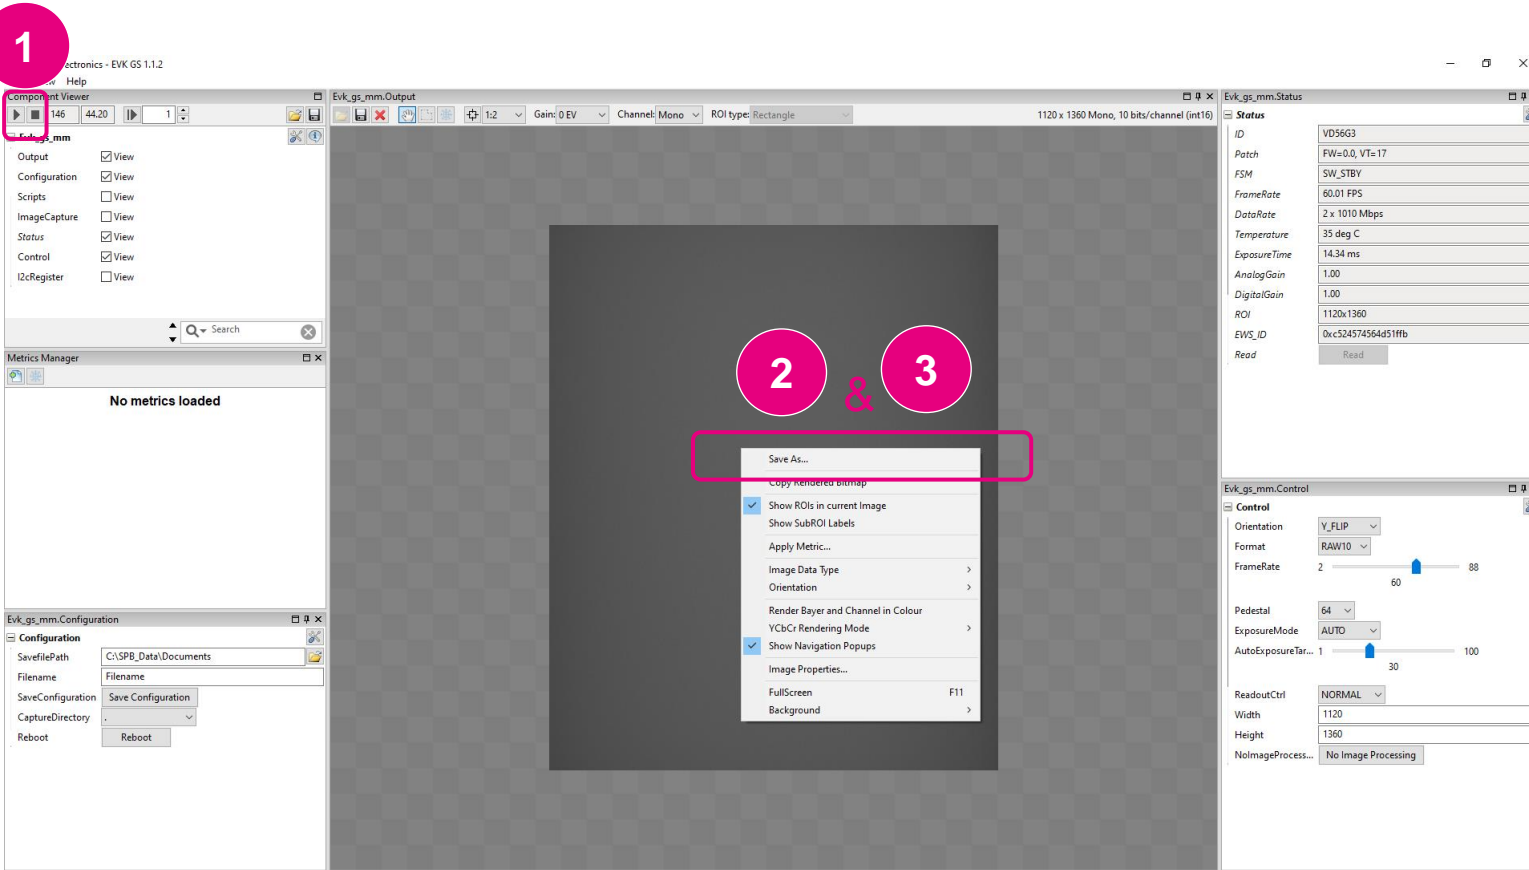 1
ectronics - EVK GS 1.1.2
Help
Component Viewer
146 44.20 1
Evk_gs_mm
Output View
Configuration View
Scripts View
ImageCapture View
Status View
Control View
I2cRegister View
Search
Metrics Manager
No metrics loaded
Evk_gs_mm.Configuration
Configuration
SavefilePath C:\SPB_Data\Documents
Filename Filename
SaveConfiguration Save Configuration
CaptureDirectory .
Reboot Reboot
Evk_gs_mm.Output
1:2 Gain: 0 EV Channel: Mono ROI type: Rectangle 1120 x 1360 Mono, 10 bits/channel (int16)
2 & 3
Save As...
Copy Rendered Bitmap
Show ROIs in current Image
Show SubROI Labels
Apply Metric...
Image Data Type
Orientation
Render Bayer and Channel in Colour
YCbCr Rendering Mode
Show Navigation Popups
Image Properties...
FullScreen F11
Background
Evk_gs_mm.Status
Status
ID VD56G3
Patch FW=0.0, VT=17
FSM SW_STBY
FrameRate 60.01 FPS
DataRate 2 x 1010 Mbps
Temperature 35 deg C
ExposureTime 14.34 ms
AnalogGain 1.00
DigitalGain 1.00
ROI 1120x1360
EWS_ID 0xc524574564d51ffb
Read Read
Evk_gs_mm.Control
Control
Orientation Y_FLIP
Format RAW10
FrameRate 2 88
60
Pedestal 64
ExposureMode AUTO
AutoExposureTar... 1 100
30
ReadoutCtrl NORMAL
Width 1120
Height 1360
NoImageProcess... No Image Processing